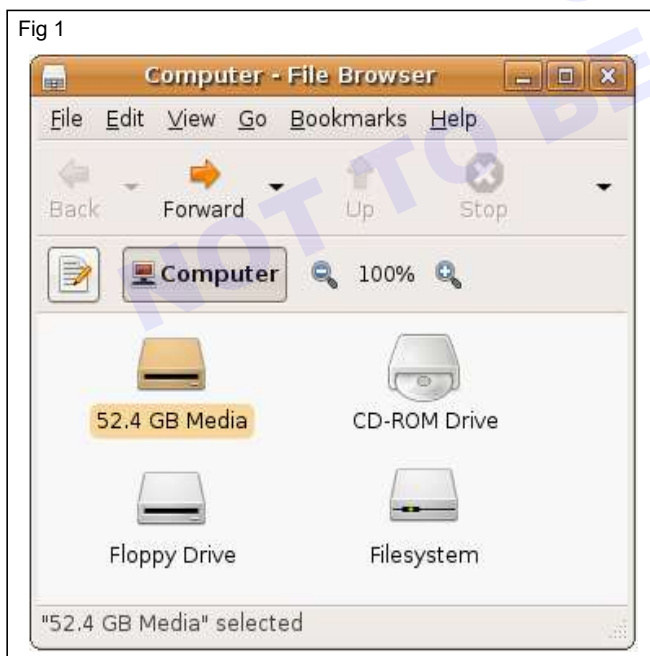 Fig 1
Computer - File Browser
File Edit View Go Bookmarks Help
Back Forward Up Stop
Computer 100%
52.4 GB Media CD-ROM Drive
Floppy Drive Filesystem
"52.4 GB Media" selected
NOT TO BE